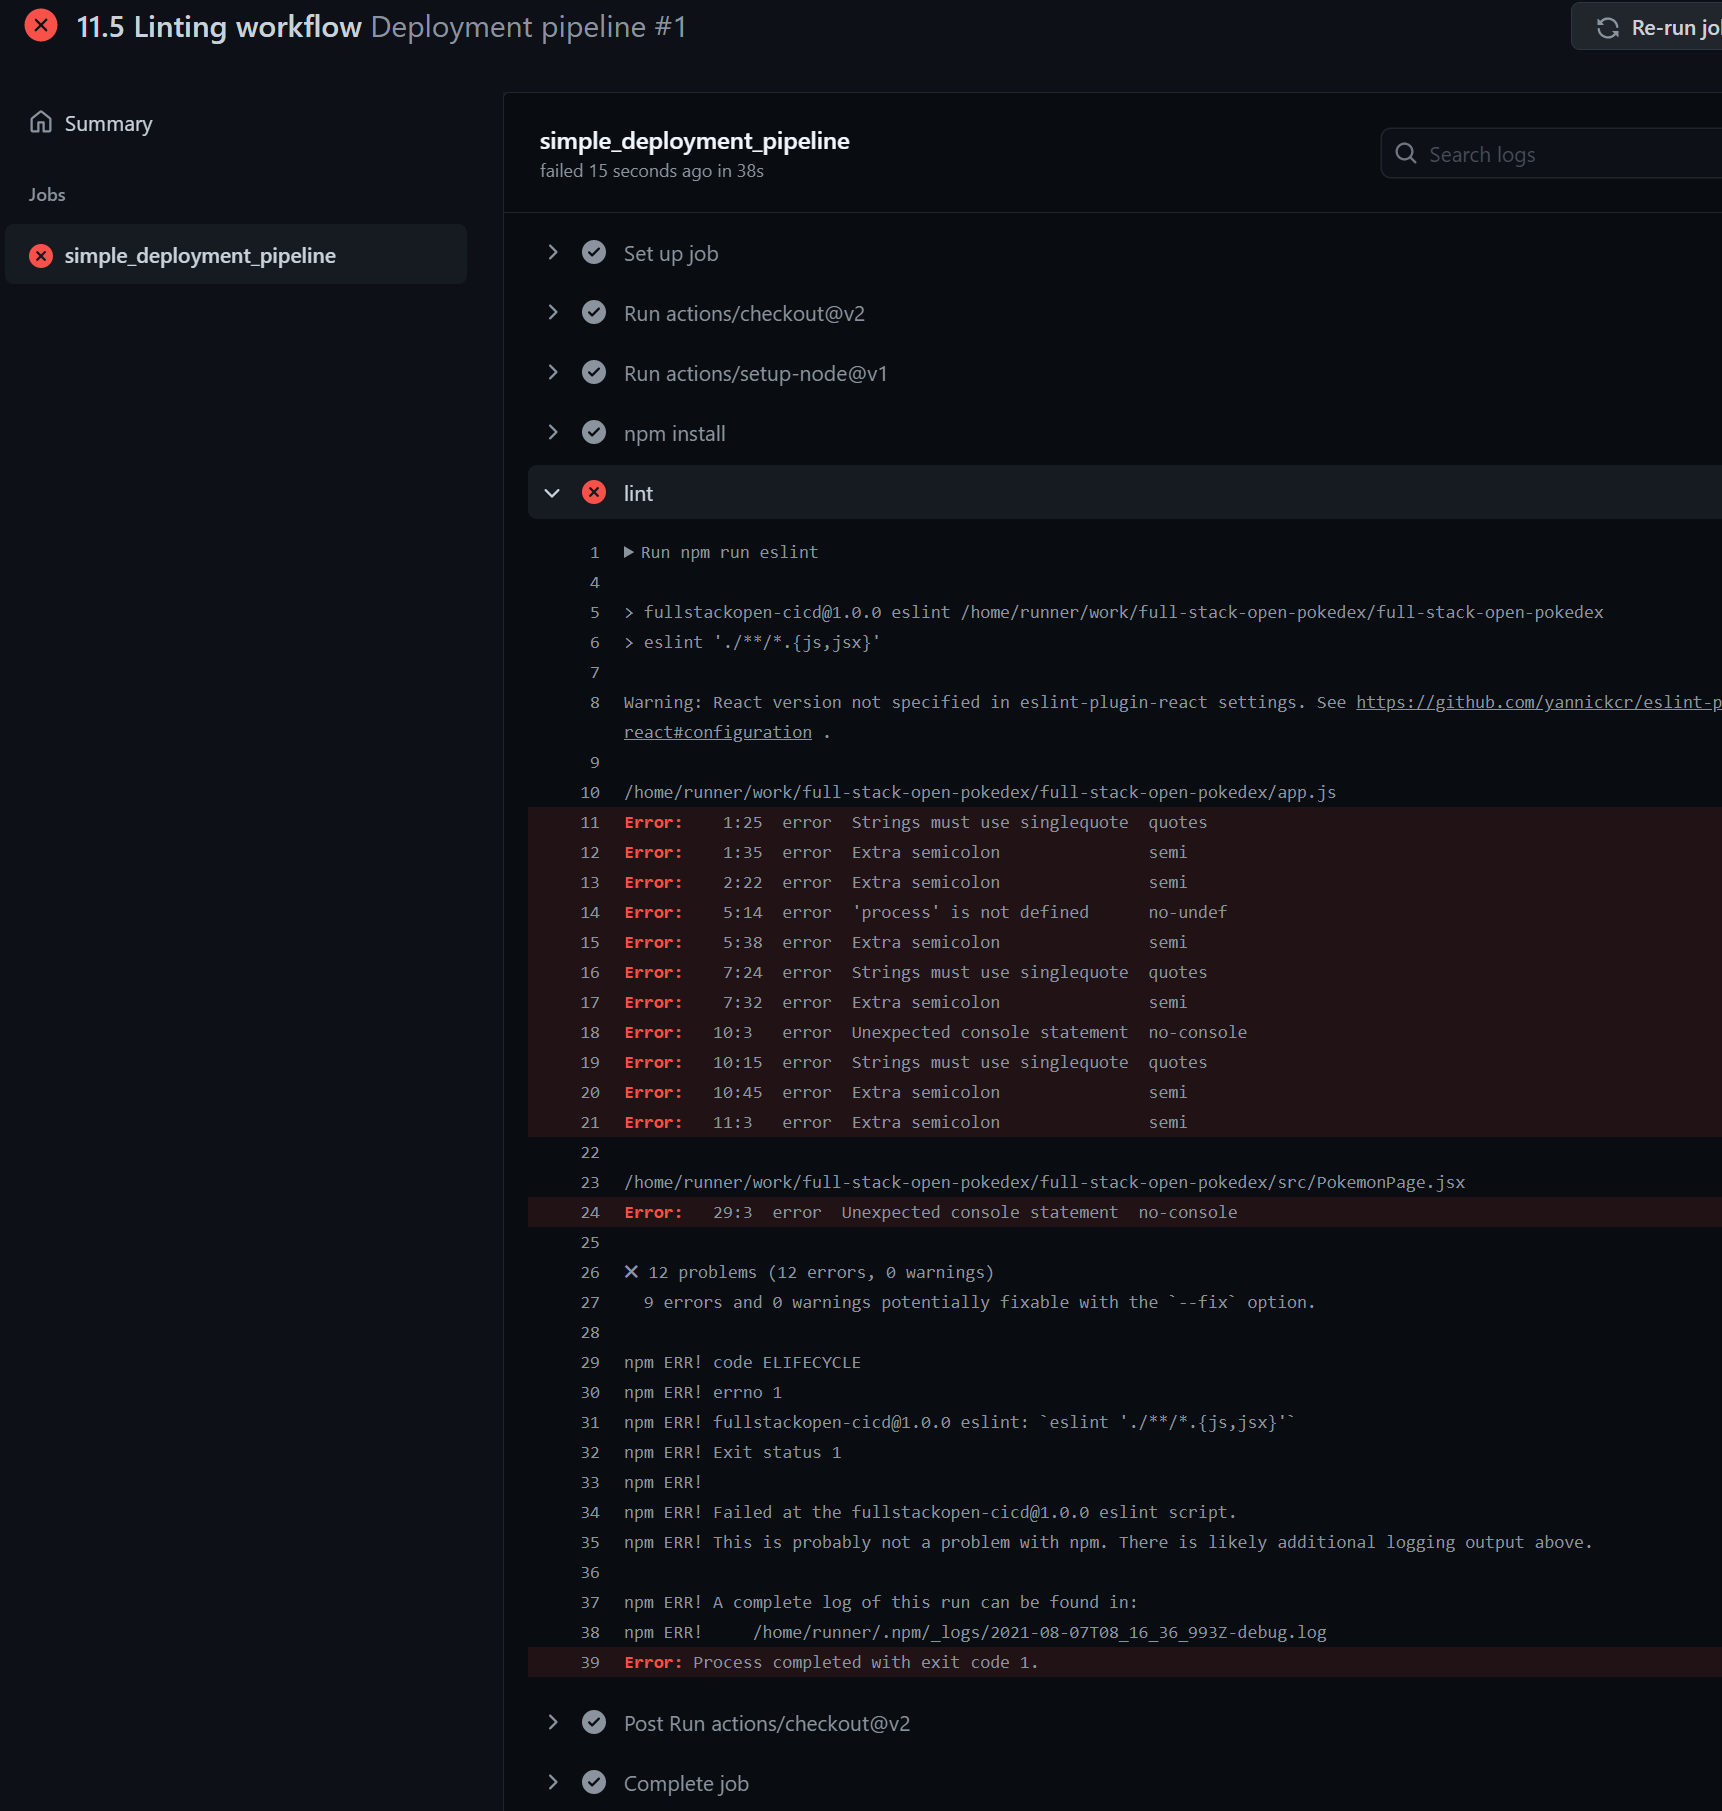 11.5 Linting workflow Deployment pipeline #1
Re-run
Summary
Jobs
simple_deployment_pipeline
simple_deployment_pipeline
failed 15 seconds ago in 38s
Search logs
Set up job
Run actions/checkout@v2
Run actions/setup-node@v1
npm install
lint
1 Run npm run eslint
4
5 > fullstackopen-cicd@1.0.0 eslint /home/runner/work/full-stack-open-pokedex/full-stack-open-pokedex
6 > eslint './**/*.{js,jsx}'
7
8 Warning: React version not specified in eslint-plugin-react settings. See https://github.com/yannickcr/eslint-p
react#configuration .
9
10 /home/runner/work/full-stack-open-pokedex/full-stack-open-pokedex/app.js
11 Error: 1:25 error Strings must use singlequote quotes
12 Error: 1:35 error Extra semicolon semi
13 Error: 2:22 error Extra semicolon semi
14 Error: 5:14 error 'process' is not defined no-undef
15 Error: 5:38 error Extra semicolon semi
16 Error: 7:24 error Strings must use singlequote quotes
17 Error: 7:32 error Extra semicolon semi
18 Error: 10:3 error Unexpected console statement no-console
19 Error: 10:15 error Strings must use singlequote quotes
20 Error: 10:45 error Extra semicolon semi
21 Error: 11:3 error Extra semicolon semi
22
23 /home/runner/work/full-stack-open-pokedex/full-stack-open-pokedex/src/PokemonPage.jsx
24 Error: 29:3 error Unexpected console statement no-console
25
26 ✕ 12 problems (12 errors, 0 warnings)
27 9 errors and 0 warnings potentially fixable with the `--fix` option.
28
29 npm ERR! code ELIFECYCLE
30 npm ERR! errno 1
31 npm ERR! fullstackopen-cicd@1.0.0 eslint: `eslint './**/*.{js,jsx}'`
32 npm ERR! Exit status 1
33 npm ERR!
34 npm ERR! Failed at the fullstackopen-cicd@1.0.0 eslint script.
35 npm ERR! This is probably not a problem with npm. There is likely additional logging output above.
36
37 npm ERR! A complete log of this run can be found in:
38 npm ERR! /home/runner/.npm/_logs/2021-08-07T08_16_36_993Z-debug.log
39 Error: Process completed with exit code 1.
Post Run actions/checkout@v2
Complete job